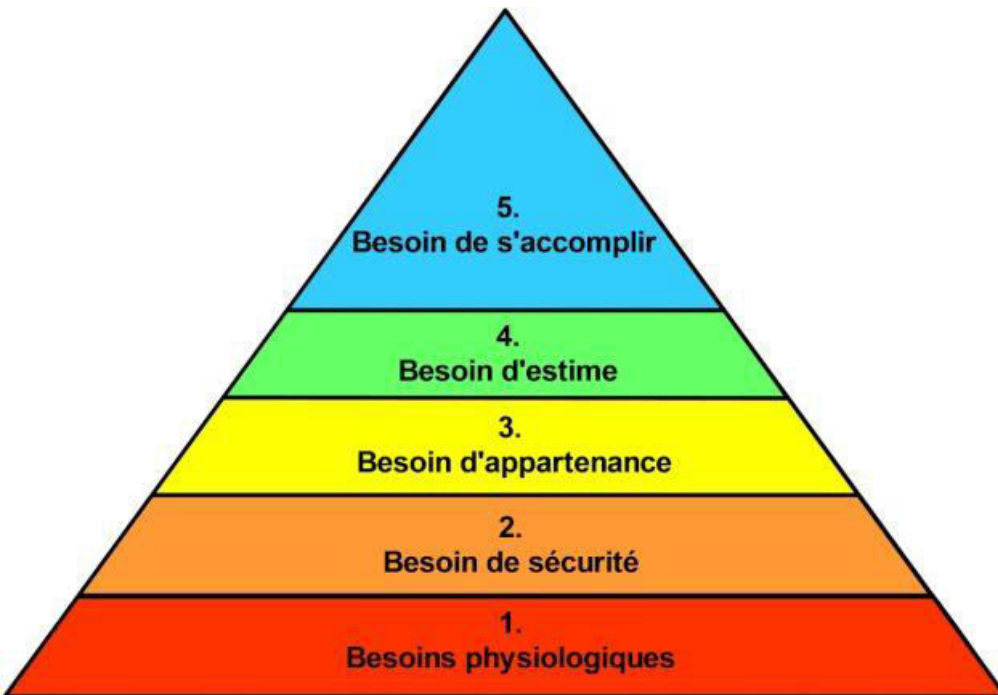 5.
Besoin de s'accomplir
4.
Besoin d'estime
3.
Besoin d'appartenance
2.
Besoin de sécurité
1.
Besoins physiologiques